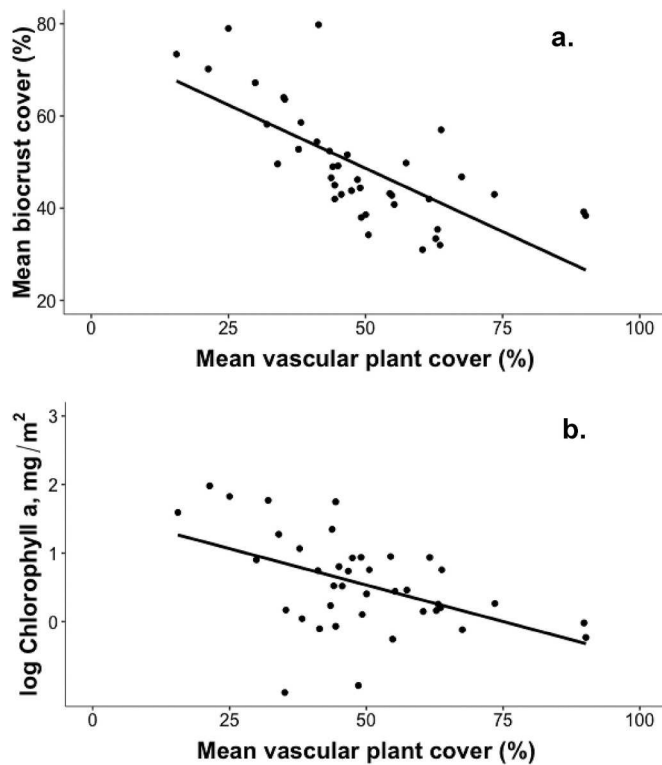 a.
Mean biocrust cover (%)
80
60
40
20
0 25 50 75 100
Mean vascular plant cover (%)
b.
log Chlorophyll a, mg/m²
3
2
1
0
0 25 50 75 100
Mean vascular plant cover (%)